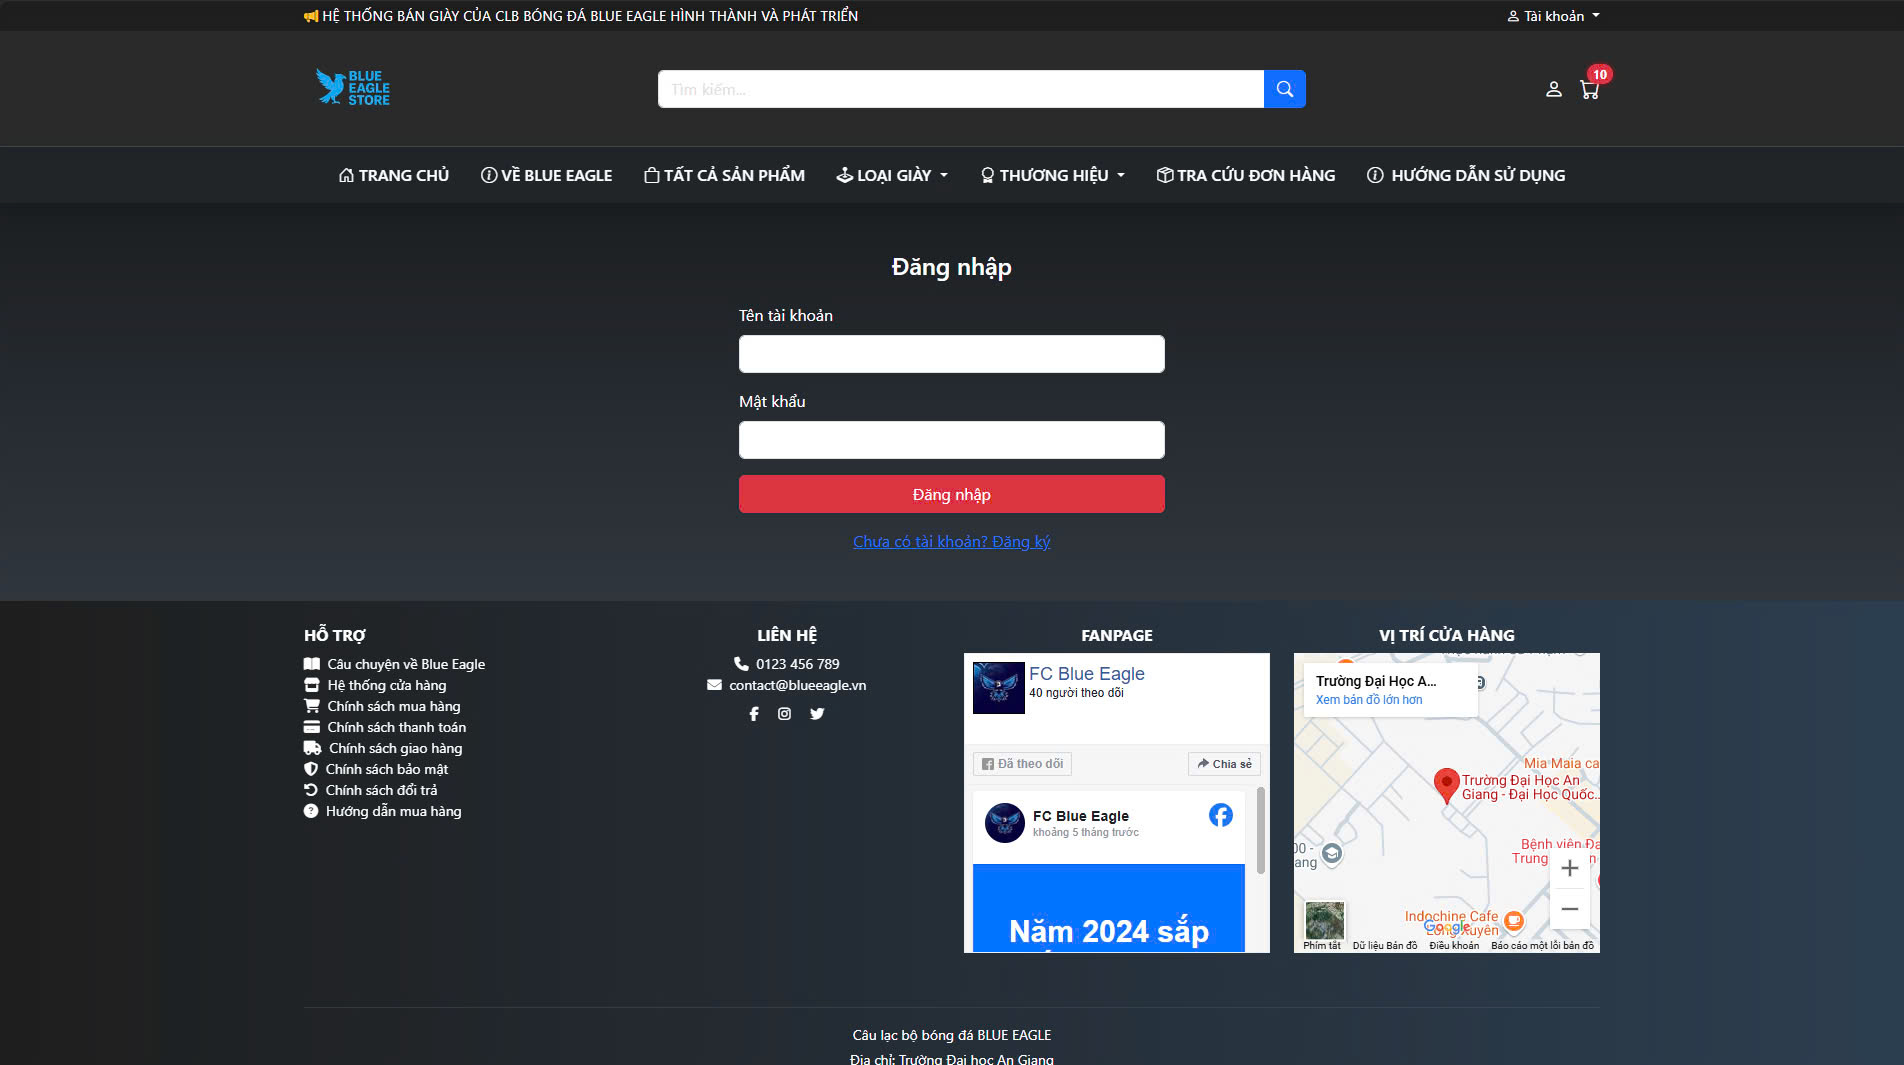 HỆ THỐNG BÁN GIÀY CỦA CLB BÓNG ĐÁ BLUE EAGLE HÌNH THÀNH VÀ PHÁT TRIỂN
Tài khoản
BLUE
EAGLE
STORE
Tìm kiếm...
10
TRANG CHỦ
VỀ BLUE EAGLE
TẤT CẢ SẢN PHẨM
LOẠI GIÀY
THƯƠNG HIỆU
TRA CỨU ĐƠN HÀNG
HƯỚNG DẪN SỬ DỤNG
Đăng nhập
Tên tài khoản
Mật khẩu
Đăng nhập
Chưa có tài khoản? Đăng ký
HỖ TRỢ
Câu chuyện về Blue Eagle
Hệ thống cửa hàng
Chính sách mua hàng
Chính sách thanh toán
Chính sách giao hàng
Chính sách bảo mật
Chính sách đổi trả
Hướng dẫn mua hàng
LIÊN HỆ
0123 456 789
contact@blueeagle.vn
FANPAGE
FC Blue Eagle
40 người theo dõi
Đã theo dõi
Chia sẻ
FC Blue Eagle
khoảng 5 tháng trước
Năm 2024 sắp
VỊ TRÍ CỬA HÀNG
Trường Đại Học A...
Xem bản đồ lớn hơn
Mia Maia ca
Trường Đại Học An
Giang - Đại Học Quốc...
Bệnh viện Đa
Trung
00 -
ang
Indochine Cafe
Long Xuyên
Google
Phím tắt
Dữ liệu Bản đồ
Điều khoản
Báo cáo một lỗi bản đồ
Câu lạc bộ bóng đá BLUE EAGLE
Địa chỉ: Trường Đại học An Giang